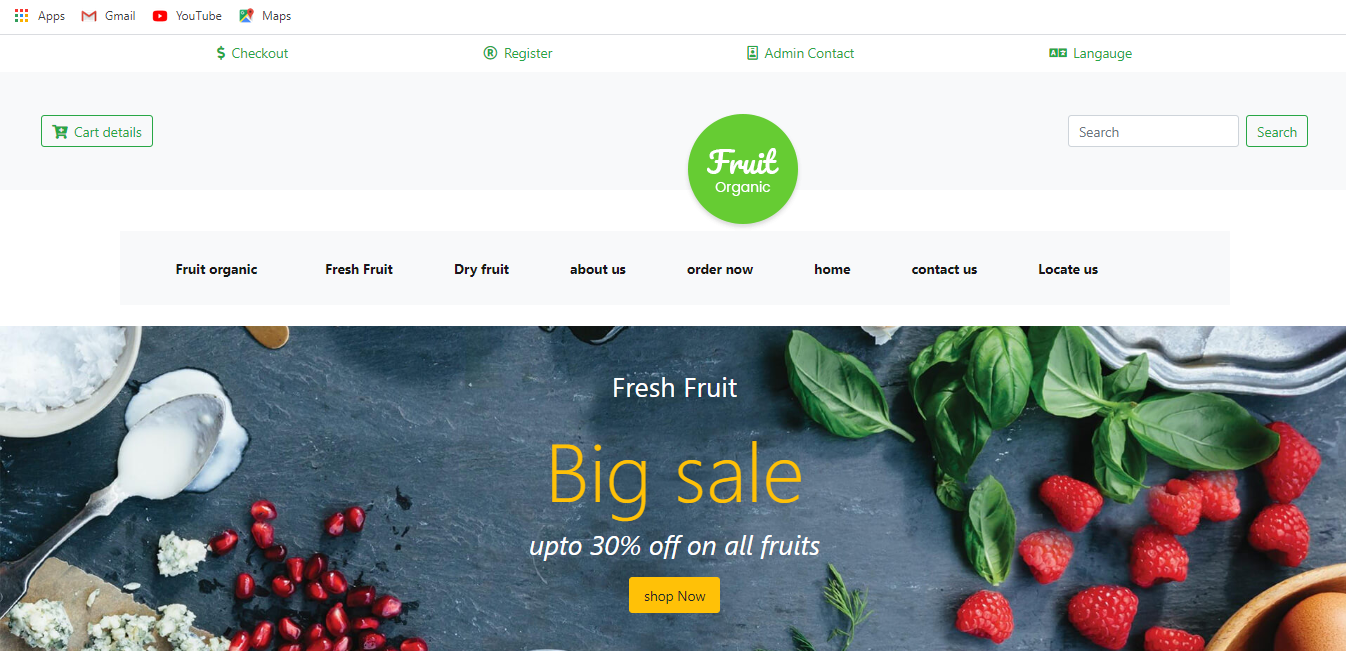 Apps Gmail YouTube Maps
Checkout Register Admin Contact Langauge
Cart details Search Search
Fruit
Organic
Fruit organic Fresh Fruit Dry fruit about us order now home contact us Locate us
Fresh Fruit
Big sale
upto 30% off on all fruits
shop Now